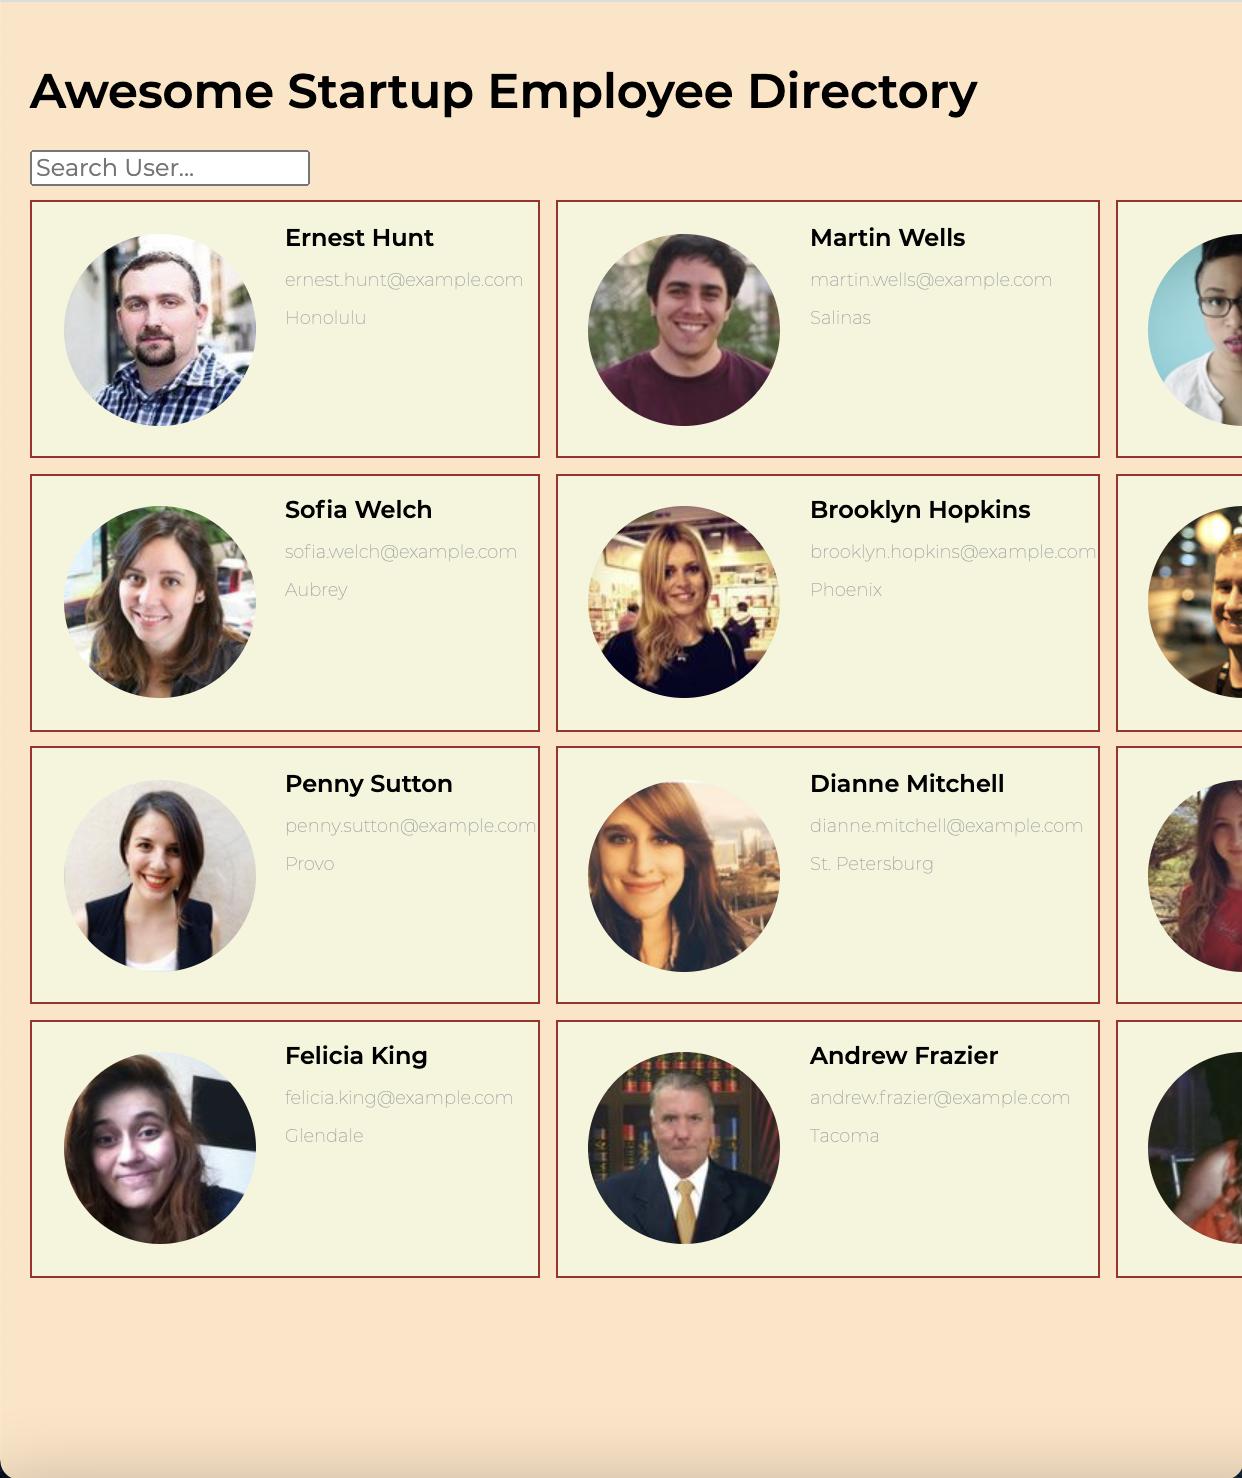 Awesome Startup Employee Directory
Search User...
Ernest Hunt
ernest.hunt@example.com
Honolulu
Martin Wells
martin.wells@example.com
Salinas
Sofia Welch
sofia.welch@example.com
Aubrey
Brooklyn Hopkins
brooklyn.hopkins@example.com
Phoenix
Penny Sutton
penny.sutton@example.com
Provo
Dianne Mitchell
dianne.mitchell@example.com
St. Petersburg
Felicia King
felicia.king@example.com
Glendale
Andrew Frazier
andrew.frazier@example.com
Tacoma